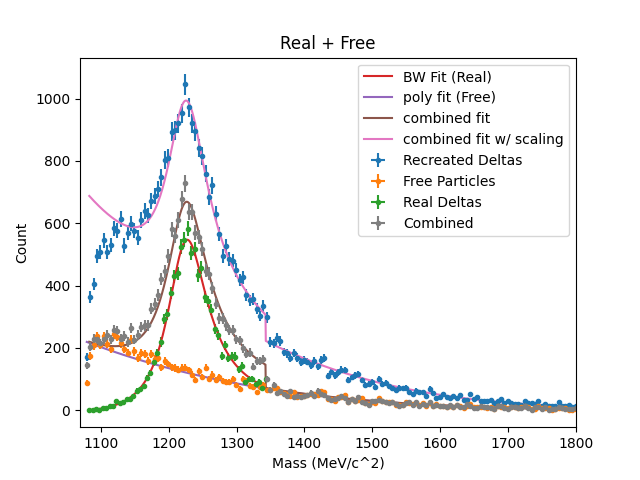 Real + Free
BW Fit (Real)
poly fit (Free)
combined fit
combined fit w/ scaling
Recreated Deltas
Free Particles
Real Deltas
Combined
Count
1000
800
600
400
200
0
1100 1200 1300 1400 1500 1600 1700 1800
Mass (MeV/c^2)